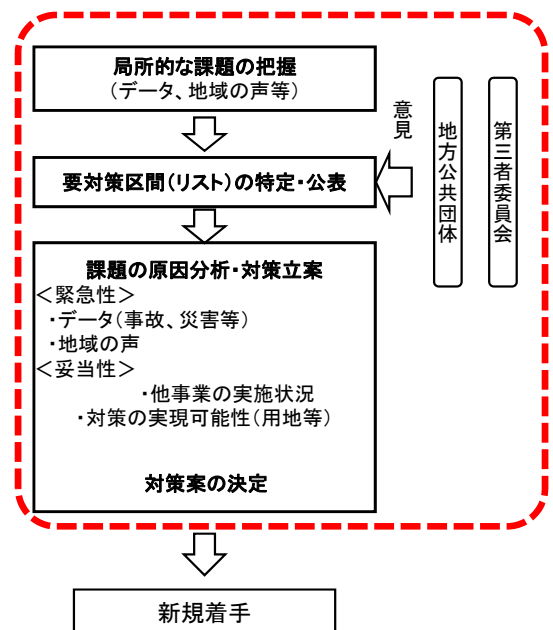 局所的な課題の把握
(データ、地域の声等)
意見
地方公共団体
第三者委員会
要対策区間(リスト)の特定・公表
課題の原因分析・対策立案
＜緊急性＞
・データ(事故、災害等)
・地域の声
＜妥当性＞
・他事業の実施状況
・対策の実現可能性(用地等)
対策案の決定
新規着手